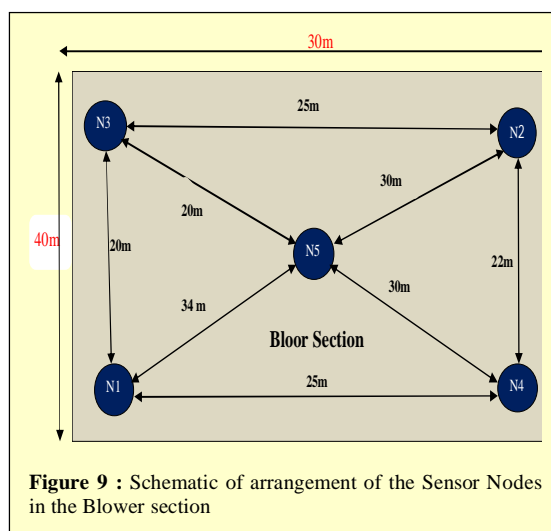 30m
25m
N3
N2
30m
20m
40m
20m
N5
22m
34 m
30m
Bloor Section
N1
25m
N4
Figure 9 : Schematic of arrangement of the Sensor Nodes
in the Blower section